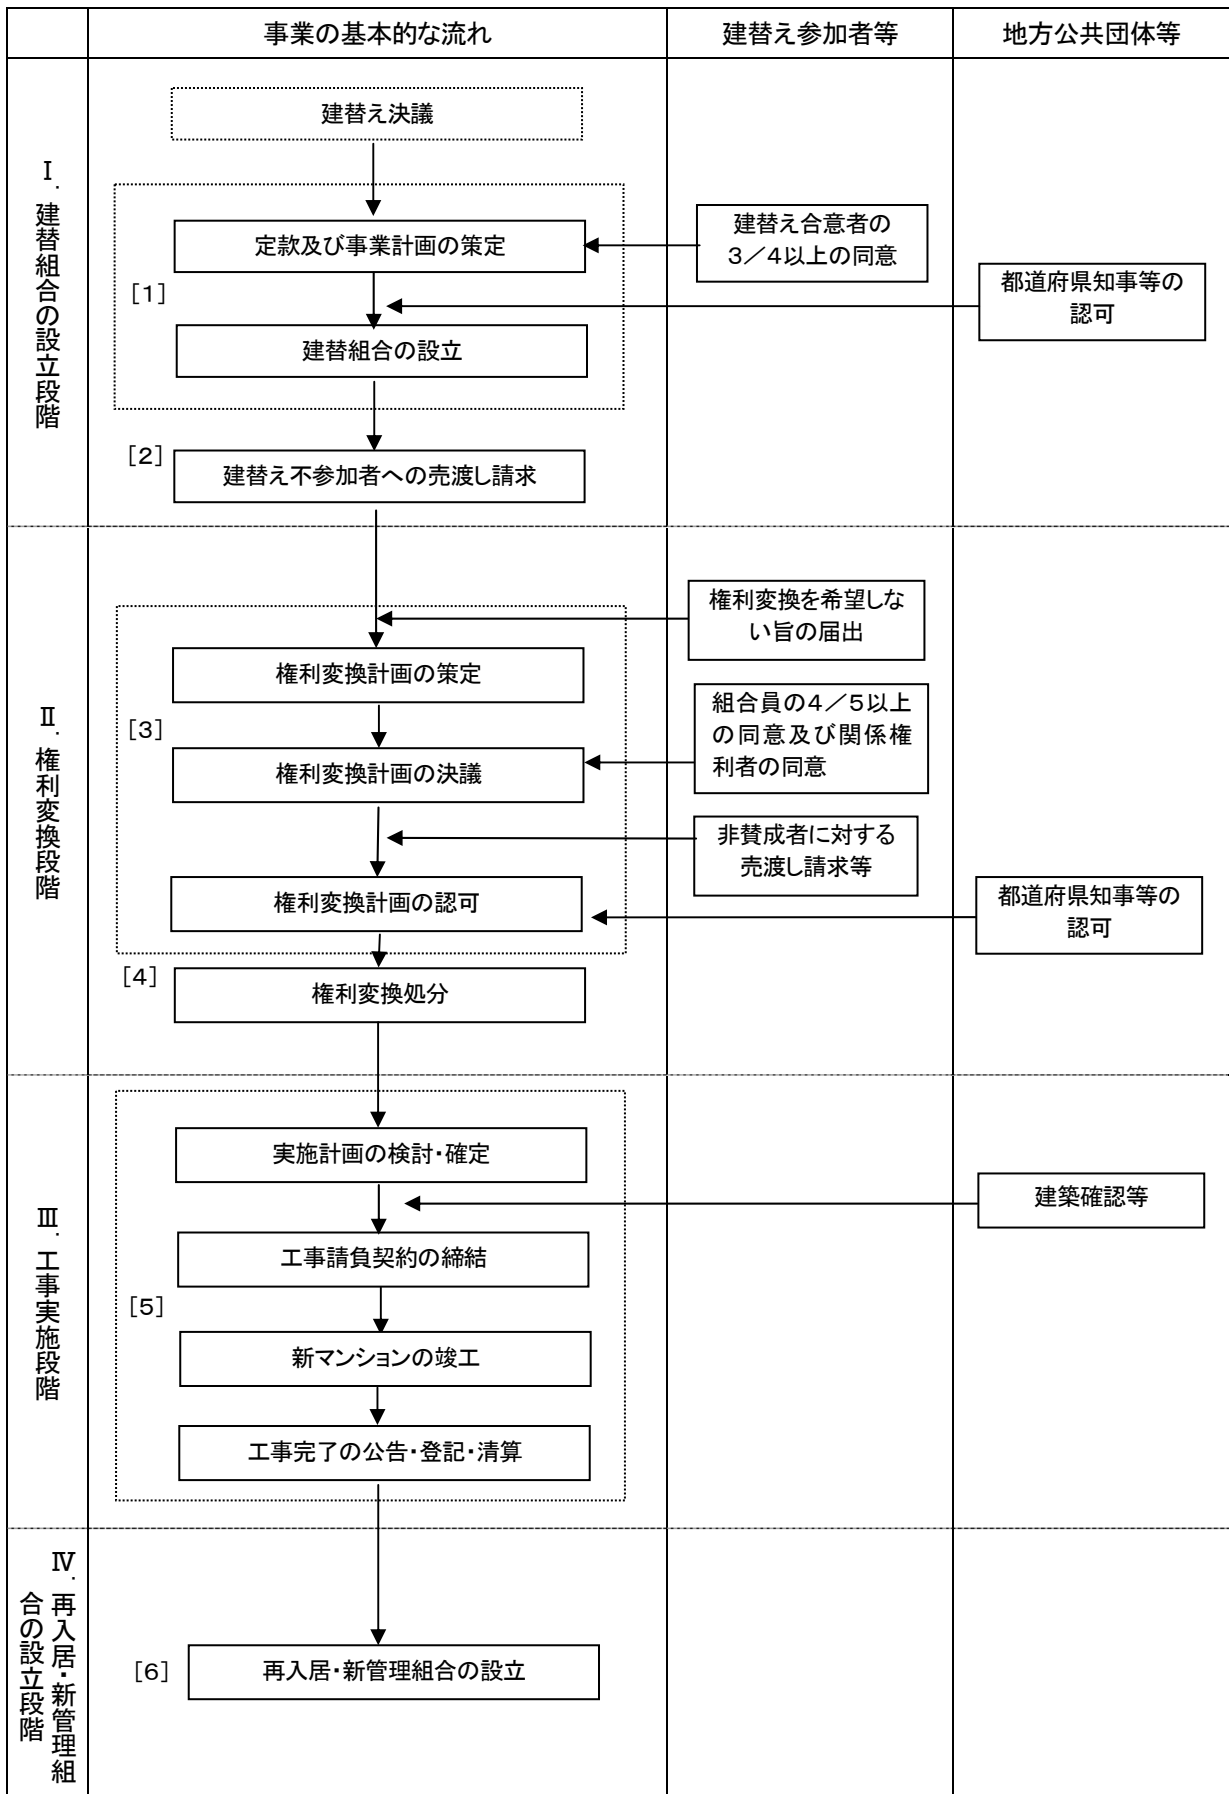 事業の基本的な流れ
建替え参加者等
地方公共団体等
Ⅰ.建替組合の設立段階
建替え決議
[1]
定款及び事業計画の策定
建替え合意者の
3/4以上の同意
都道府県知事等の
認可
建替組合の設立
[2]
建替え不参加者への売渡し請求
Ⅱ.権利変換段階
権利変換を希望しな
い旨の届出
[3]
権利変換計画の策定
組合員の4/5以上
の同意及び関係権
利者の同意
権利変換計画の決議
非賛成者に対する
売渡し請求等
権利変換計画の認可
都道府県知事等の
認可
[4]
権利変換処分
Ⅲ.工事実施段階
実施計画の検討・確定
建築確認等
工事請負契約の締結
[5]
新マンションの竣工
工事完了の公告・登記・清算
Ⅳ.再入居・新管理組
合の設立段階
[6]
再入居・新管理組合の設立